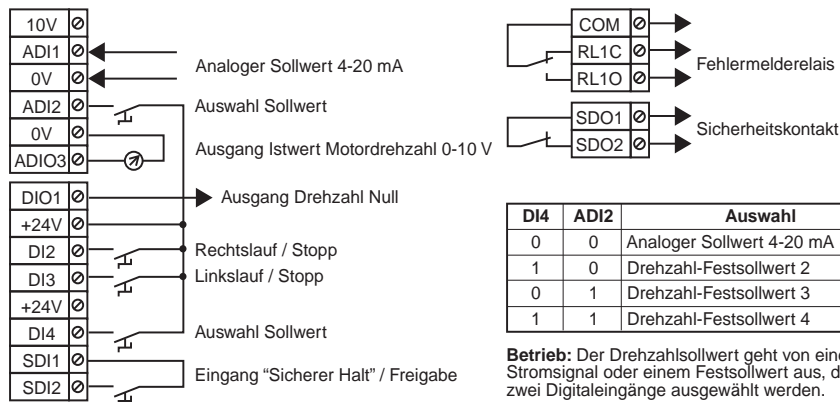 10V
ADI1
0V
Analoger Sollwert 4-20 mA
ADI2
Auswahl Sollwert
0V
ADIO3
Ausgang Istwert Motordrehzahl 0-10 V
DIO1
Ausgang Drehzahl Null
+24V
DI2
Rechtslauf / Stopp
DI3
Linkslauf / Stopp
+24V
DI4
Auswahl Sollwert
SDI1
SDI2
Eingang “Sicherer Halt” / Freigabe
COM
RL1C
RL1O
Fehlermelderelais
SDO1
SDO2
Sicherheitskontakt
DI4 ADI2 Auswahl
0 0 Analoger Sollwert 4-20 mA
1 0 Drehzahl-Festsollwert 2
0 1 Drehzahl-Festsollwert 3
1 1 Drehzahl-Festsollwert 4
Betrieb: Der Drehzahlsollwert geht von
Stromsignal oder einem Festsollwert aus,
zwei Digitaleingänge ausgewählt werden.